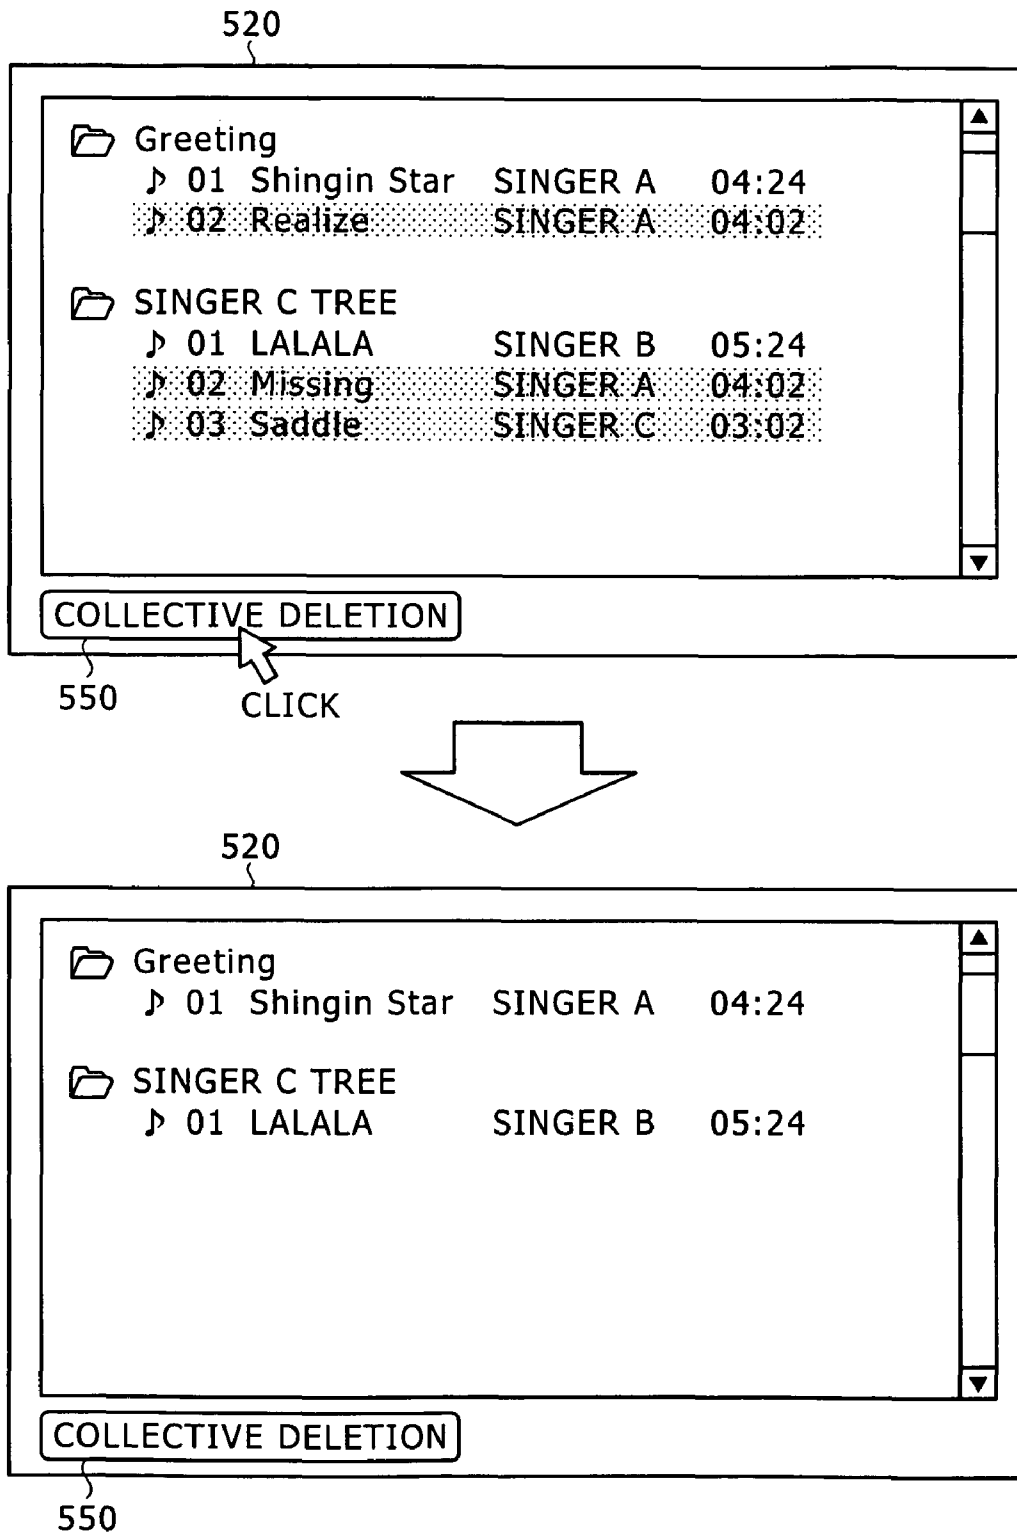 520
Greeting
♪ 01 Shingin Star SINGER A 04:24
♪ 02 Realize SINGER A 04:02
SINGER C TREE
♪ 01 LALALA SINGER B 05:24
♪ 02 Missing SINGER A 04:02
♪ 03 Saddle SINGER C 03:02
COLLECTIVE DELETION
550
CLICK
520
Greeting
♪ 01 Shingin Star SINGER A 04:24
SINGER C TREE
♪ 01 LALALA SINGER B 05:24
COLLECTIVE DELETION
550